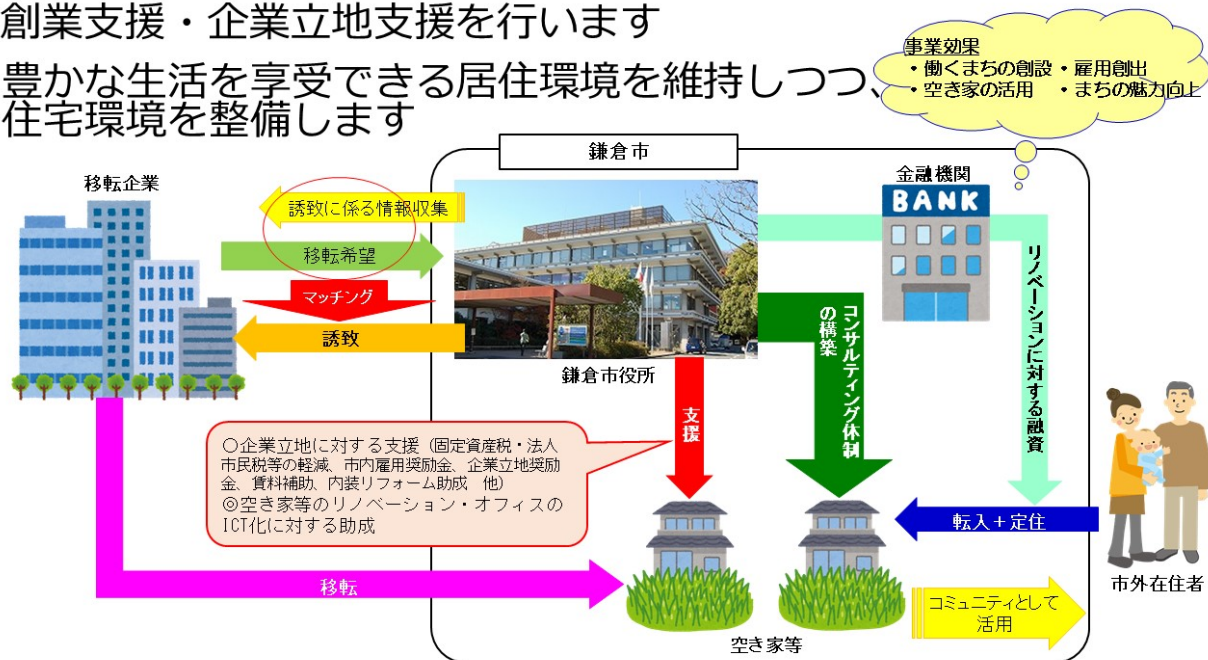 創業支援・企業立地支援を行います
豊かな生活を享受できる居住環境を維持しつつ、
住宅環境を整備します
事業効果
・働くまちの創設・雇用創出
・空き家の活用　・まちの魅力向上
鎌倉市
移転企業
金融機関
BANK
誘致に係る情報収集
移転希望
マッチング
誘致
鎌倉市役所
コンサルティング体制
の構築
リノベーションに対する融資
支援
○企業立地に対する支援（固定資産税・法人
市民税等の軽減、市内雇用奨励金、企業立地奨励
金、賃料補助、内装リフォーム助成　他）
◎空き家等のリノベーション・オフィスの
ICT化に対する助成
転入＋定住
市外在住者
移転
コミュニティとして
活用
空き家等